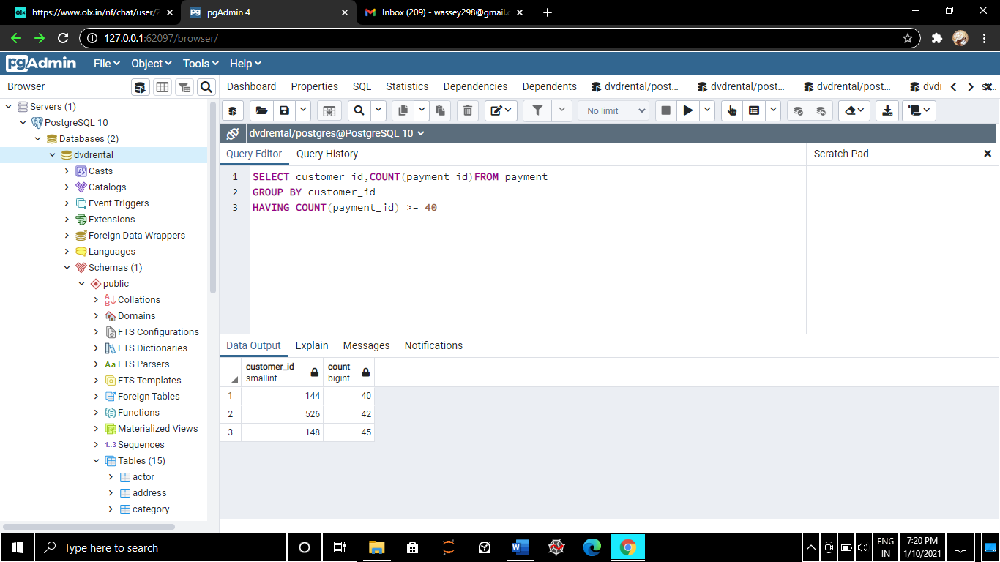 https://www.olx.in/nf/chat/user/2
pgAdmin 4
Inbox (209) - wassey298@gmail.c
127.0.0.1:62097/browser/
pgAdmin File Object Tools Help
Browser
Dashboard Properties SQL Statistics Dependencies Dependents dvdrental/post... dvdrental/post... dvdrental/post... dvdr
No limit
dvdrental/postgres@PostgreSQL 10
Query Editor Query History
Scratch Pad
1 SELECT customer_id,COUNT(payment_id)FROM payment
2 GROUP BY customer_id
3 HAVING COUNT(payment_id) >= 40
Servers (1)
PostgreSQL 10
Databases (2)
dvdrental
Casts
Catalogs
Event Triggers
Extensions
Foreign Data Wrappers
Languages
Schemas (1)
public
Collations
Domains
FTS Configurations
FTS Dictionaries
Aa FTS Parsers
FTS Templates
Foreign Tables
Functions
Materialized Views
1..3 Sequences
Tables (15)
actor
address
category
Data Output Explain Messages Notifications
customer_id count
smallint bigint
1 144 40
2 526 42
3 148 45
Type here to search
ENG
IN
7:20 PM
1/10/2021